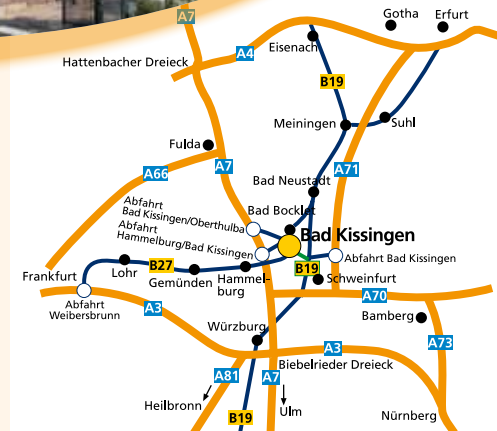 Gotha
Erfurt
A7
Eisenach
A4
Hattenbacher Dreieck
B19
Meiningen
Suhl
Fulda
A7
A71
A66
Bad Neustadt
Abfahrt
Bad Kissingen/Oberthulba
Bad Bocklet
Abfahrt
Hammelburg/Bad Kissingen
Bad Kissingen
Abfahrt Bad Kissingen
B27
B19
Frankfurt
Lohr
Gemünden
Hammel-
burg
Schweinfurt
A70
Abfahrt
Weibersbrunn
A3
Bamberg
Würzburg
A73
A3
Biebelrieder Dreieck
A81
A7
Heilbronn
Ulm
B19
Nürnberg